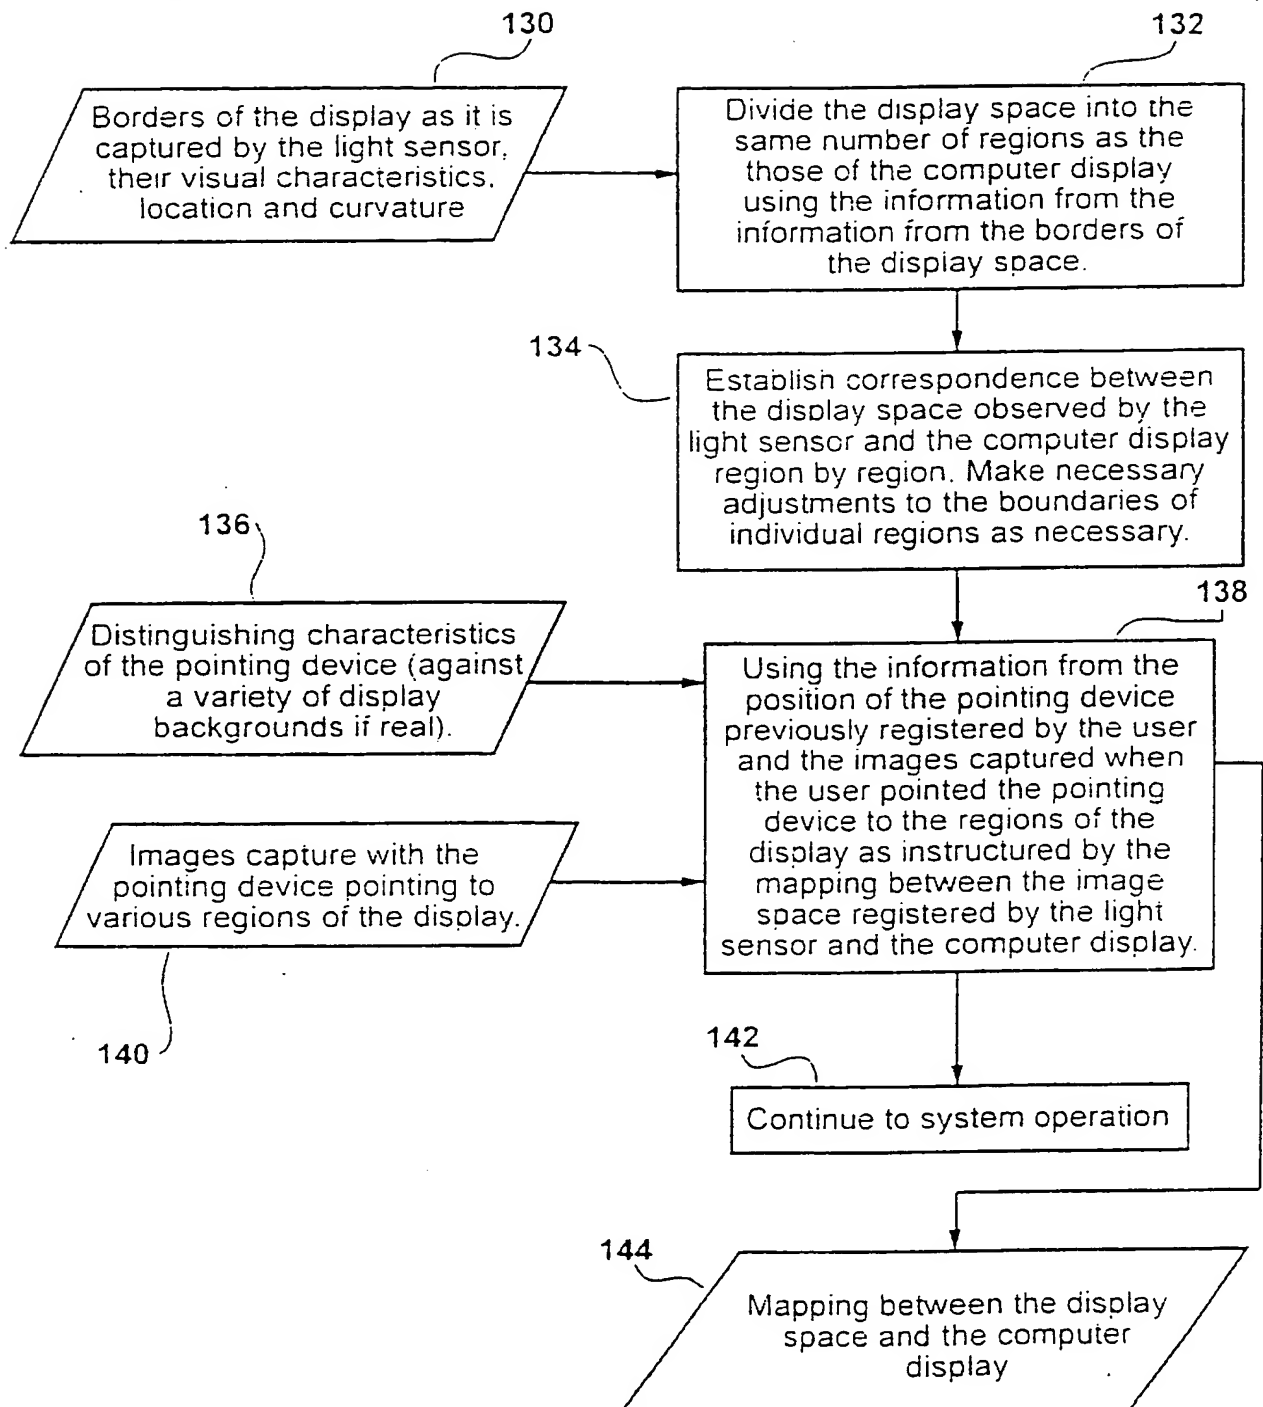 130
Borders of the display as it is
captured by the light sensor,
their visual characteristics,
location and curvature
132
Divide the display space into the
same number of regions as the
those of the computer display
using the information from the
information from the borders of
the display space.
134
Establish correspondence between
the display space observed by the
light sensor and the computer display
region by region. Make necessary
adjustments to the boundaries of
individual regions as necessary.
136
Distinguishing characteristics
of the pointing device (against
a variety of display
backgrounds if real).
138
Using the information from the
position of the pointing device
previously registered by the user
and the images captured when
the user pointed the pointing
device to the regions of the
display as instructured by the
mapping between the image
space registered by the light
sensor and the computer display.
Images capture with the
pointing device pointing to
various regions of the display.
140
142
Continue to system operation
144
Mapping between the display
space and the computer
display